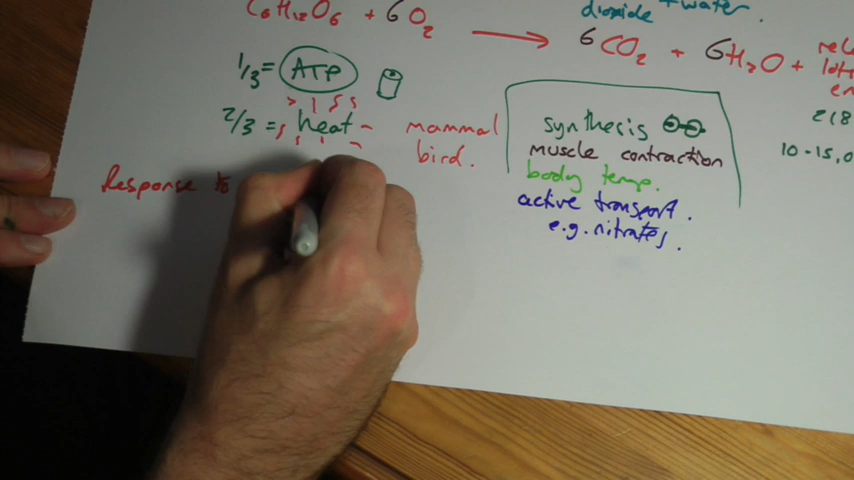 C6H12O6 + 6O2
dioxide + water.
6CO2 + 6H2O +
1/3 = ATP
2/3 = heat - mammal
bird.
synthesis
muscle contraction
body temp.
active transport.
e.g. nitrates.
10-15,0
Response to